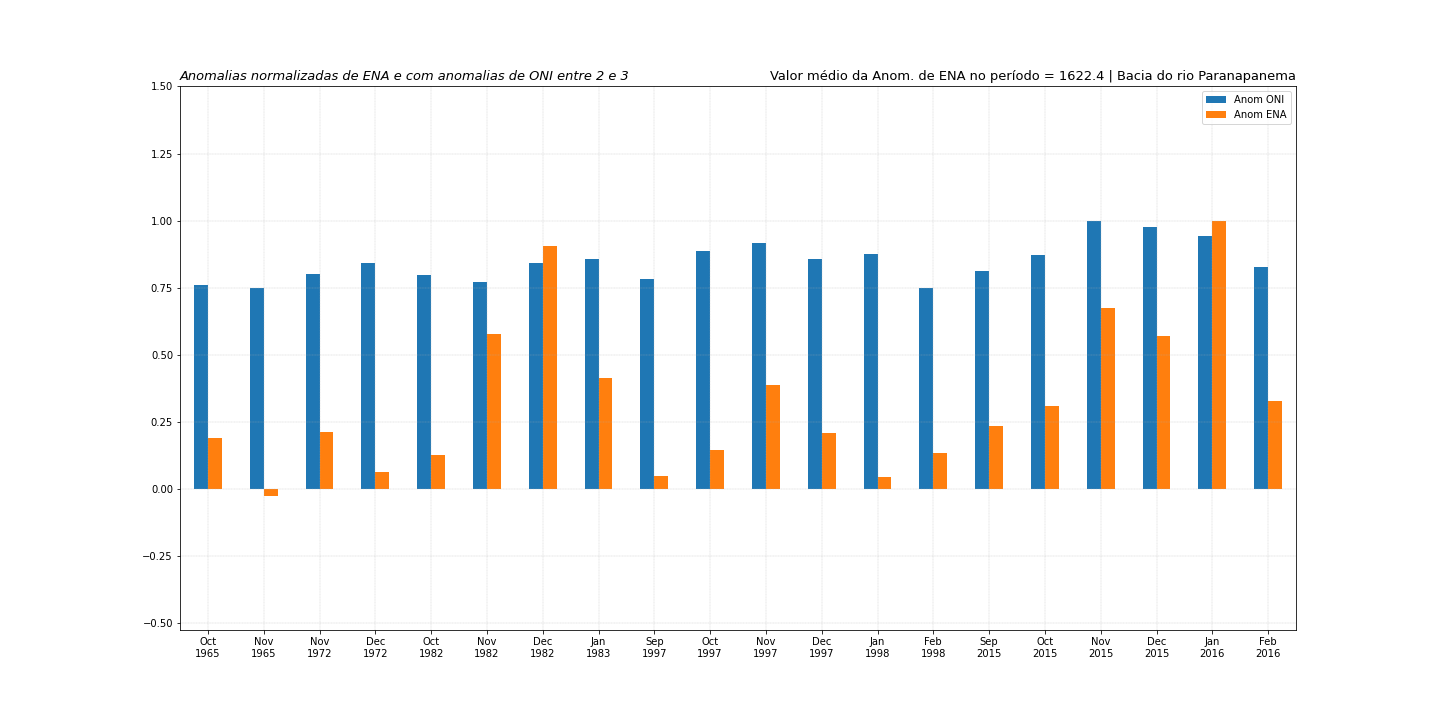 Anomalias normalizadas de ENA e com anomalias de ONI entre 2 e 3
Valor médio da Anom. de ENA no período = 1622.4 | Bacia do rio Paranapanema
Anom ONI
Anom ENA
1.50
1.25
1.00
0.75
0.50
0.25
0.00
−0.25
−0.50
Oct Nov Nov Dec Oct Nov Dec Jan Sep Oct Nov Dec Jan Feb Sep Oct Nov Dec Jan Feb
1965 1965 1972 1972 1982 1982 1982 1983 1997 1997 1997 1997 1998 1998 2015 2015 2015 2015 2016 2016